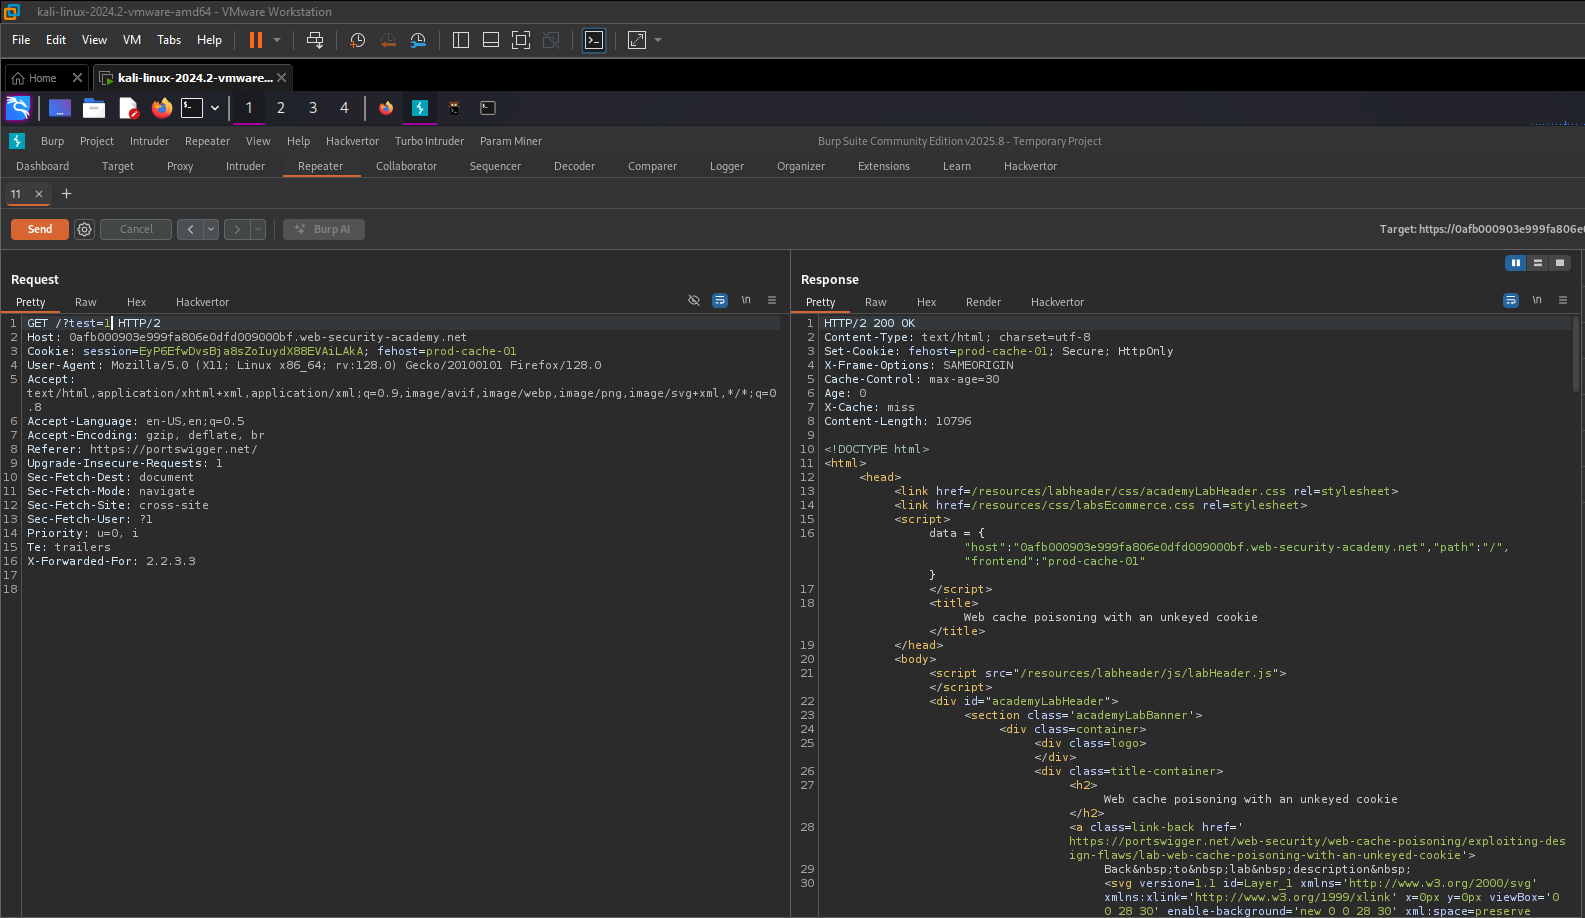 kali-linux-2024.2-vmware-amd64 - VMware Workstation
File Edit View VM Tabs Help
Home kali-linux-2024.2-vmware...
1 2 3 4
Burp Project Intruder Repeater View Help Hackvertor Turbo Intruder Param Miner Burp Suite Community Edition v2025.8 - Temporary Project
Dashboard Target Proxy Intruder Repeater Collaborator Sequencer Decoder Comparer Logger Organizer Extensions Learn Hackvertor
11 × +
Send Cancel < > Burp AI Target: https://0afb000903e999fa806e0
Request
Pretty Raw Hex Hackvertor \n
1 GET /?test=1 HTTP/2
2 Host: 0afb000903e999fa806e0dfd009000bf.web-security-academy.net
3 Cookie: session=EyP6EfwDvsBja8sZoIuydX88EVAiLAkA; fehost=prod-cache-01
4 User-Agent: Mozilla/5.0 (X11; Linux x86_64; rv:128.0) Gecko/20100101 Firefox/128.0
5 Accept:
text/html,application/xhtml+xml,application/xml;q=0.9,image/avif,image/webp,image/png,image/svg+xml,*/*;q=0
.8
6 Accept-Language: en-US,en;q=0.5
7 Accept-Encoding: gzip, deflate, br
8 Referer: https://portswigger.net/
9 Upgrade-Insecure-Requests: 1
10 Sec-Fetch-Dest: document
11 Sec-Fetch-Mode: navigate
12 Sec-Fetch-Site: cross-site
13 Sec-Fetch-User: ?1
14 Priority: u=0, i
15 Te: trailers
16 X-Forwarded-For: 2.2.3.3
17
18
Response
Pretty Raw Hex Render Hackvertor \n
1 HTTP/2 200 OK
2 Content-Type: text/html; charset=utf-8
3 Set-Cookie: fehost=prod-cache-01; Secure; HttpOnly
4 X-Frame-Options: SAMEORIGIN
5 Cache-Control: max-age=30
6 Age: 0
7 X-Cache: miss
8 Content-Length: 10796
9
10 <!DOCTYPE html>
11 <html>
12 <head>
13 <link href=/resources/labheader/css/academyLabHeader.css rel=stylesheet>
14 <link href=/resources/css/labsEcommerce.css rel=stylesheet>
15 <script>
16 data = {
"host":"0afb000903e999fa806e0dfd009000bf.web-security-academy.net","path":"/",
"frontend":"prod-cache-01"
}
17 </script>
18 <title>
Web cache poisoning with an unkeyed cookie
</title>
19 </head>
20 <body>
21 <script src="/resources/labheader/js/labHeader.js">
</script>
22 <div id="academyLabHeader">
23 <section class='academyLabBanner'>
24 <div class=container>
25 <div class=logo>
</div>
26 <div class=title-container>
27 <h2>
Web cache poisoning with an unkeyed cookie
</h2>
28 <a class=link-back href='
https://portswigger.net/web-security/web-cache-poisoning/exploiting-des
ign-flaws/lab-web-cache-poisoning-with-an-unkeyed-cookie'>
29 Back&nbsp;to&nbsp;lab&nbsp;description&nbsp;
30 <svg version=1.1 id=Layer_1 xmlns='http://www.w3.org/2000/svg'
xmlns:xlink='http://www.w3.org/1999/xlink' x=0px y=0px viewBox='0
0 28 30' enable-background='new 0 0 28 30' xml:space=preserve